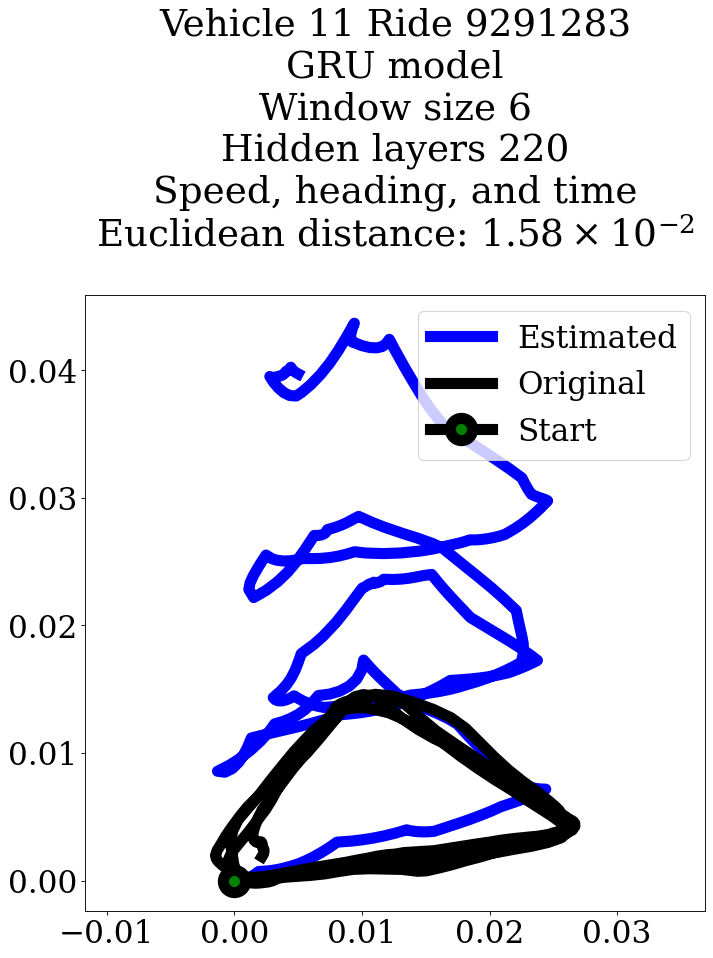 Vehicle 11 Ride 9291283
GRU model
Window size 6
Hidden layers 220
Speed, heading, and time
Euclidean distance: 1.58 × 10⁻²
Estimated
Original
Start
0.04
0.03
0.02
0.01
0.00
−0.01 0.00 0.01 0.02 0.03